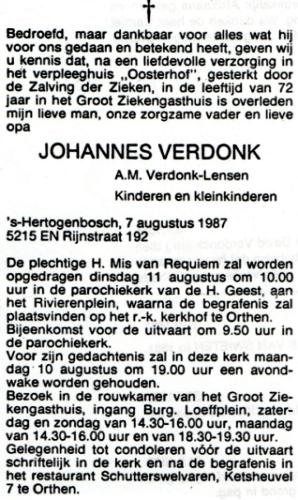 Bedroefd, maar dankbaar voor alles wat hij
voor ons gedaan en betekend heeft, geven wij
u kennis dat, na een liefdevolle verzorging in
het verpleeghuis „Oosterhof", gesterkt door
de Zalving der Zieken, in de leeftijd van 72
jaar in het Groot Ziekengasthuis is overleden
mijn lieve man, onze zorgzame vader en lieve
opa
JOHANNES VERDONK
A.M. Verdonk-Lensen
Kinderen en kleinkinderen
's-Hertogenbosch, 7 augustus 1987
5215 EN Rijnstraat 192
De plechtige H. Mis van Requiem zal worden
opgedragen dinsdag 11 augustus om 10.00
uur in de parochiekerk van de H. Geest, aan
het Rivierenplein, waarna de begrafenis zal
plaatsvinden op het r.-k. kerkhof te Orthen.
Bijeenkomst voor de uitvaart om 9.50 uur in
de parochiekerk.
Voor zijn gedachtenis zal in deze kerk maan-
dag 10 augustus om 19.00 uur een avond-
wake worden gehouden.
Bezoek in de rouwkamer van het Groot Zie-
kengasthuis, ingang Burg. Loeffplein, zater-
dag en zondag van 14.30-16.00 uur, maandag
van 14.30-16.00 uur en van 18.30-19.30 uur.
Gelegenheid tot condoleren vóór de uitvaart
schriftelijk in de kerk en na de begrafenis in
het restaurant Schutterswelvaren, Ketsheuvel
7 te Orthen.